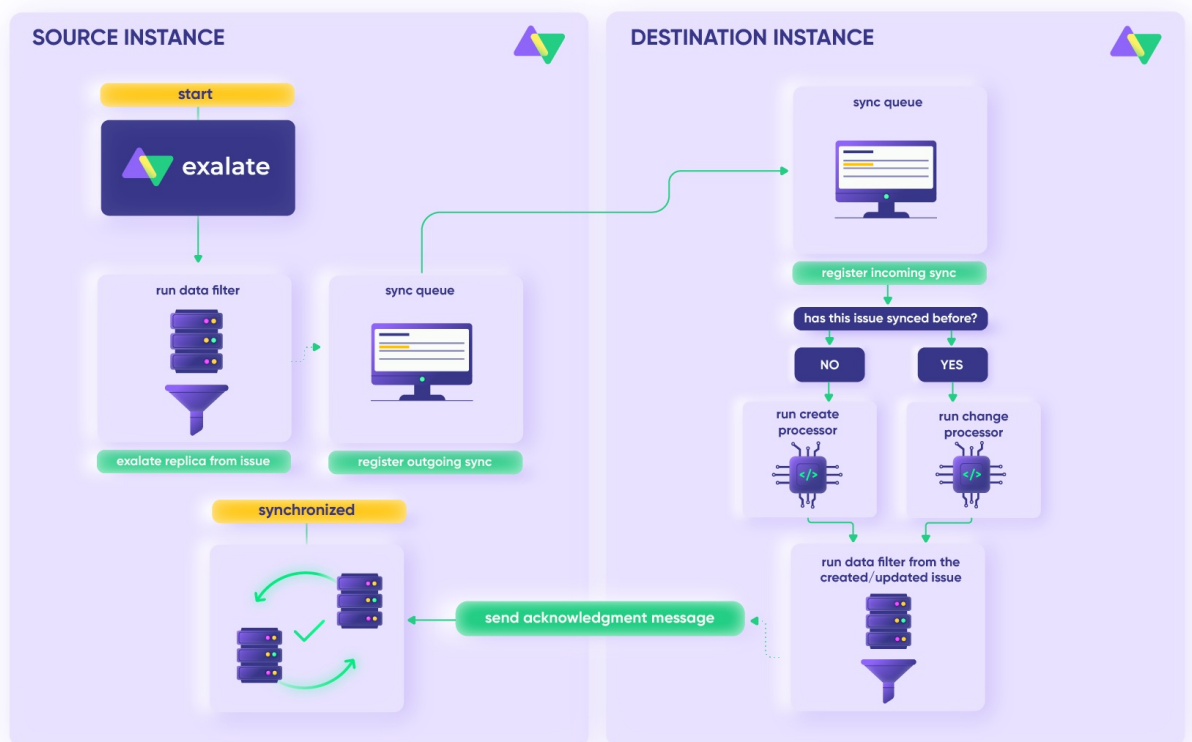 SOURCE INSTANCE
start
exalate
run data filter
exalate replica from issue
sync queue
register outgoing sync
synchronized
DESTINATION INSTANCE
sync queue
register incoming sync
has this issue synced before?
NO
YES
run create
processor
</>
run change
processor
</>
run data filter from the
created/updated issue
send acknowledgment message